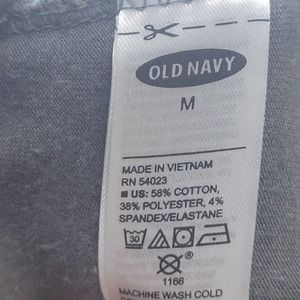 OLD NAVY
M
MADE IN VIETNAM
RN 54023
US: 58% COTTON,
38% POLYESTER, 4%
SPANDEX/ELASTANE
30
1166
MACHINE WASH COLD